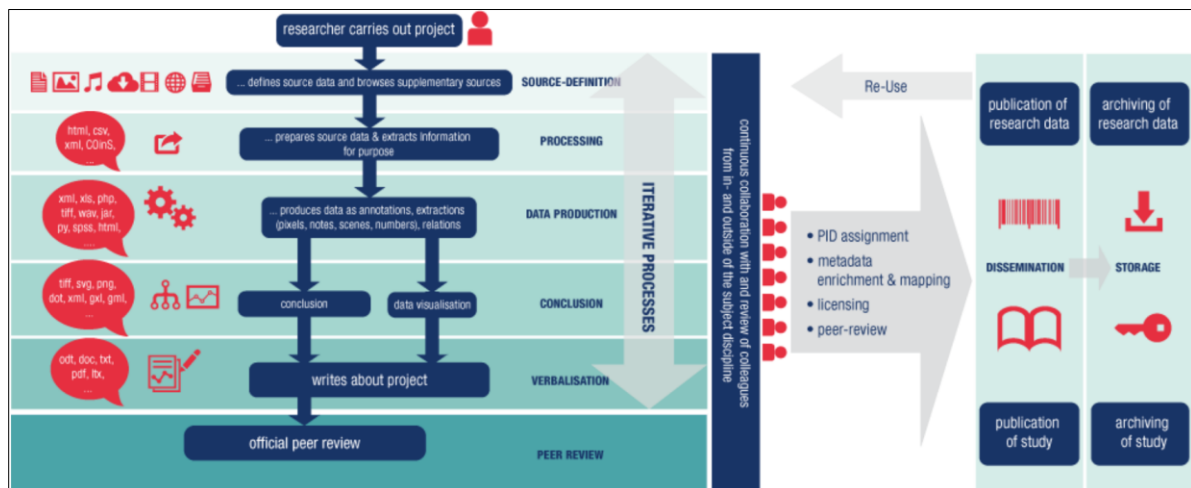 researcher carries out project
... defines source data and browses supplementary sources
SOURCE-DEFINITION
html, csv,
xml, COinS,
...
... prepares source data & extracts information
for purpose
PROCESSING
xml, xls, php,
tiff, wav, jar,
py, spss, html,
....
... produces data as annotations, extractions
(pixels, notes, scenes, numbers), relations
DATA PRODUCTION
tiff, svg, png,
dot, xml, gxl, gml,
...
conclusion
data visualisation
CONCLUSION
odt, doc, txt,
pdf, ltx,
....
writes about project
VERBALISATION
official peer review
PEER REVIEW
ITERATIVE PROCESSES
continuous collaboration with and review of colleagues
from in- and outside of the subject discipline
Re-Use
• PID assignment
• metadata
enrichment & mapping
• licensing
• peer-review
publication of
research data
archiving of
research data
DISSEMINATION
STORAGE
publication
of study
archiving
of study